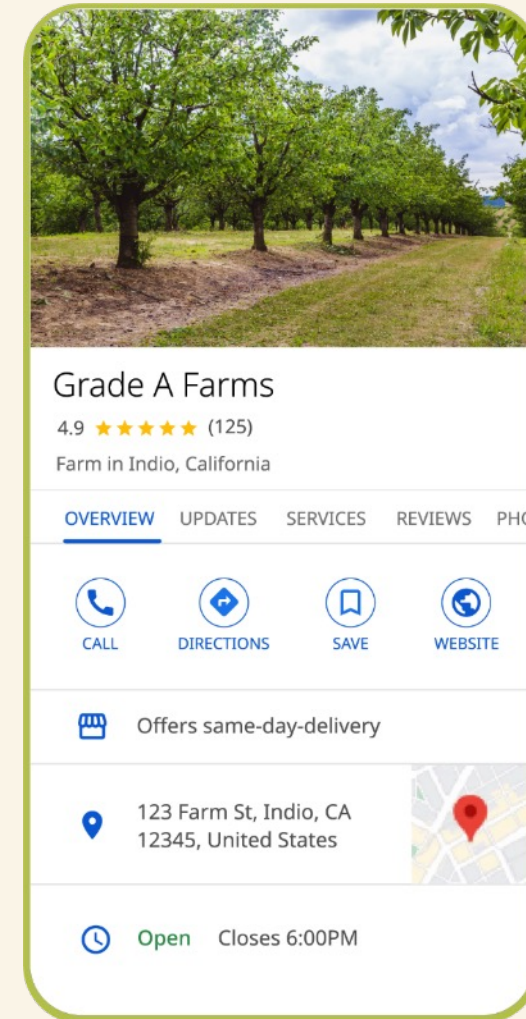 Grade A Farms
4.9 (125)
Farm in Indio, California
OVERVIEW UPDATES SERVICES REVIEWS PHO
CALL DIRECTIONS SAVE WEBSITE
Offers same-day-delivery
123 Farm St, Indio, CA
12345, United States
Open Closes 6:00PM